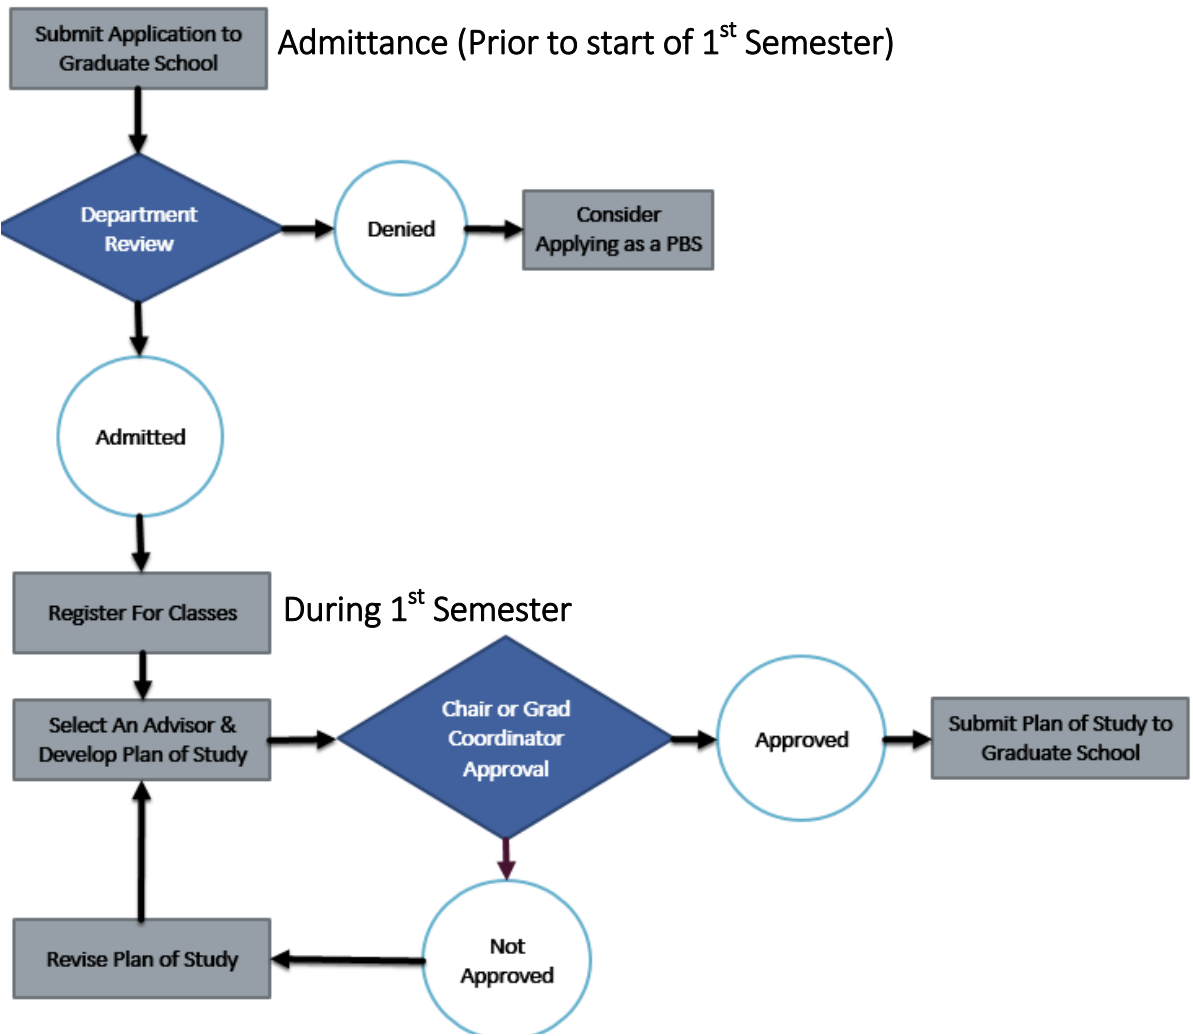 Submit Application to
Graduate School
Admittance (Prior to start of 1st Semester)
Department
Review
Denied
Consider
Applying as a PBS
Admitted
Register For Classes
During 1st Semester
Select An Advisor &
Develop Plan of Study
Chair or Grad
Coordinator
Approval
Approved
Submit Plan of Study to
Graduate School
Revise Plan of Study
Not
Approved